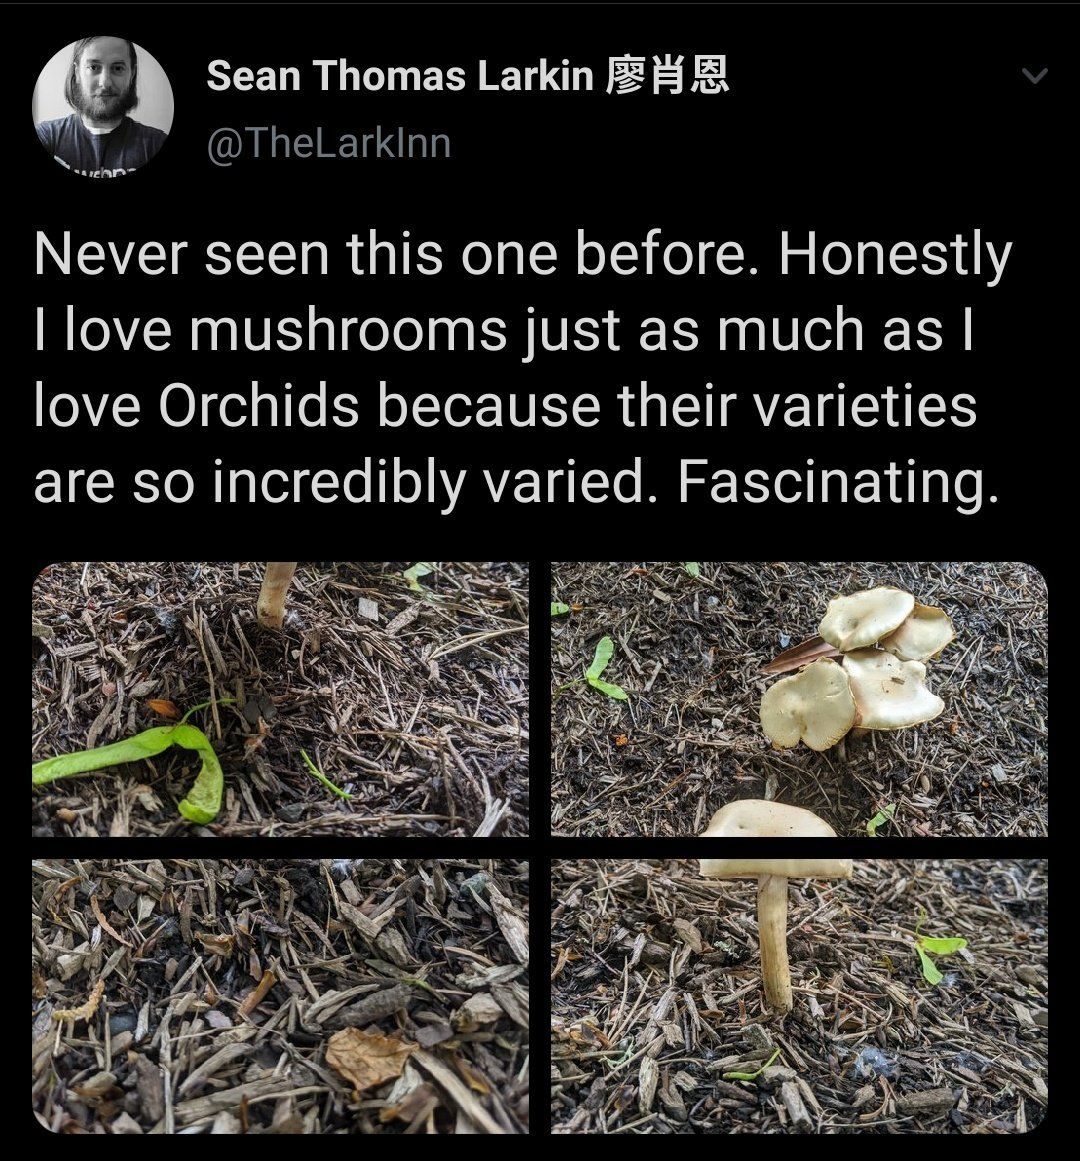 Sean Thomas Larkin 廖肖恩
@TheLarkInn
Never seen this one before. Honestly
I love mushrooms just as much as I
love Orchids because their varieties
are so incredibly varied. Fascinating.